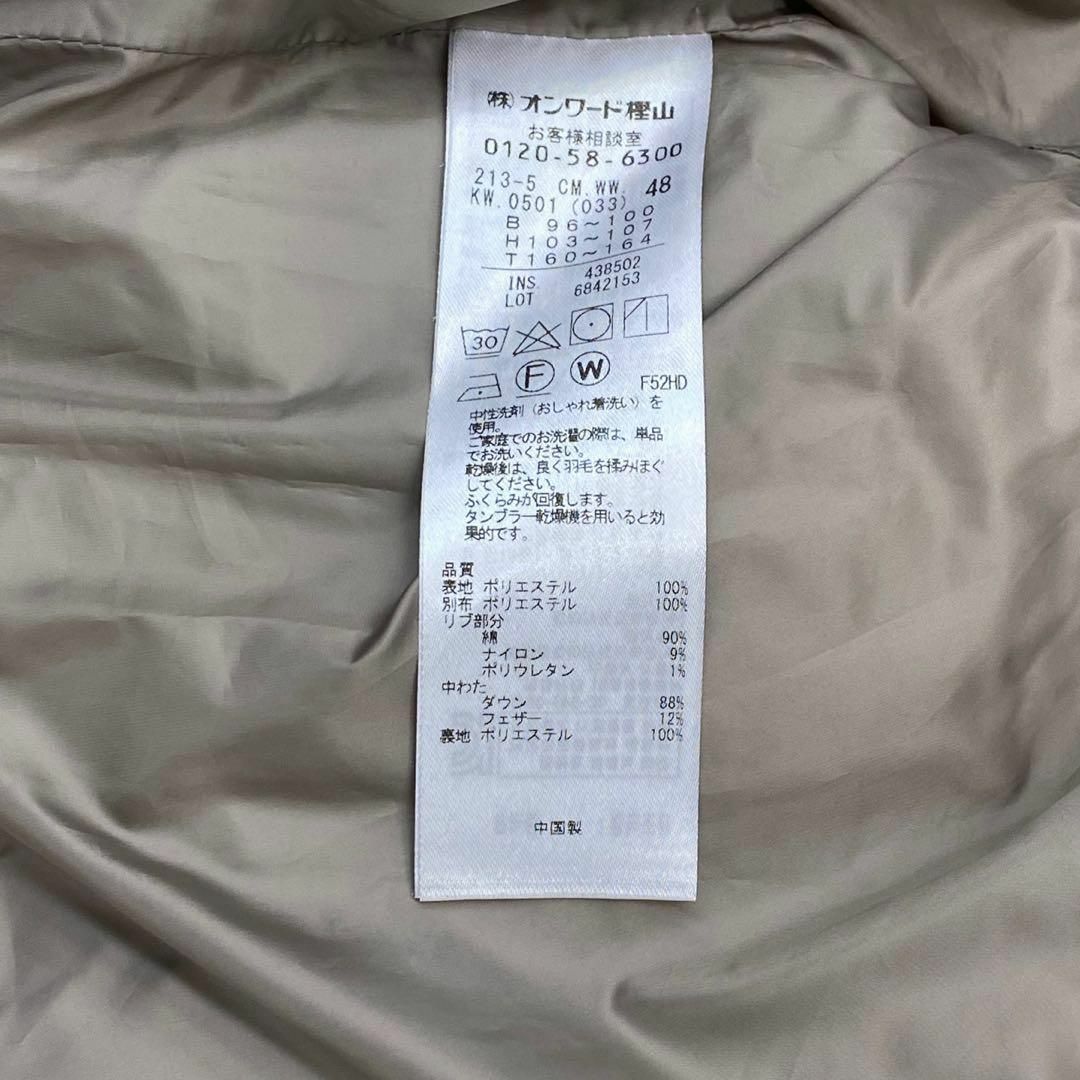 ㈱オンワード樫山
お客様相談室
0120-58-6300
213-5 CM.WW. 48
KW.0501 (033)
B 96～100
H103～107
T160～164
INS. 438502
LOT 6842153
30
F W F52HD
中性洗剤（おしゃれ着洗い）を
使用。
ご家庭でのお洗濯の際は、単品
でお洗いください。
乾燥後は、良く羽毛を揉みほぐ
してください。
ふくらみが回復します。
タンブラー乾燥機を用いると効
果的です。
品質
表地 ポリエステル 100%
別布 ポリエステル 100%
リブ部分
綿 90%
ナイロン 9%
ポリウレタン 1%
中わた
ダウン 88%
フェザー 12%
裏地 ポリエステル 100%
中国製